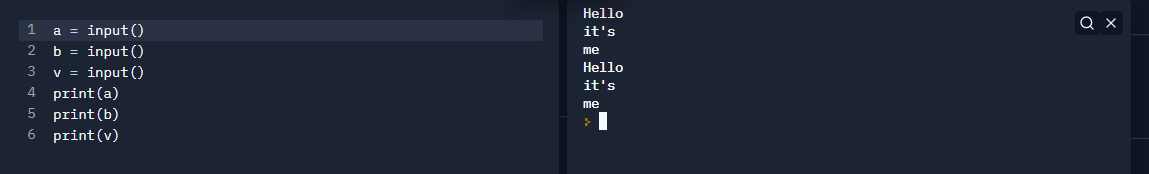 1 a = input()
2 b = input()
3 v = input()
4 print(a)
5 print(b)
6 print(v)
Hello
it's
me
Hello
it's
me